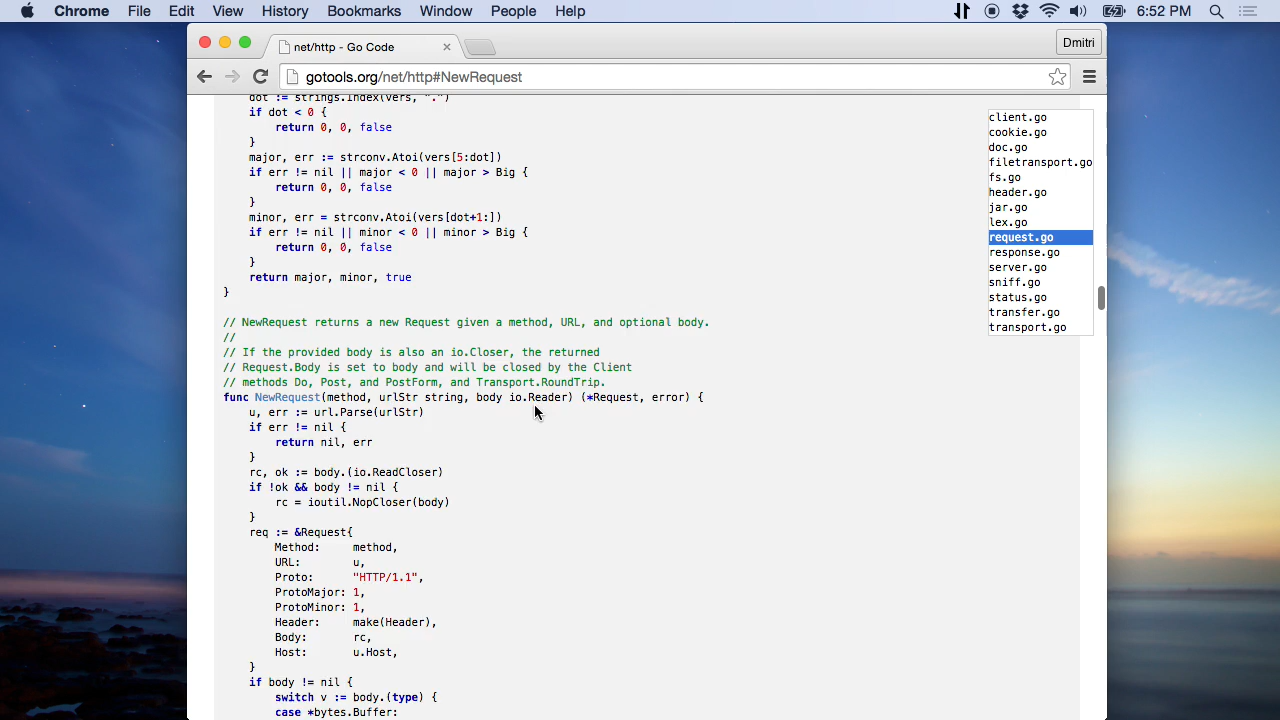 Chrome File Edit View History Bookmarks Window People Help 6:52 PM
net/http - Go Code
Dmitri
gotools.org/net/http#NewRequest
dot := strings.Index(vers, ".")
if dot < 0 {
return 0, 0, false
}
major, err := strconv.Atoi(vers[5:dot])
if err != nil || major < 0 || major > Big {
return 0, 0, false
}
minor, err = strconv.Atoi(vers[dot+1:])
if err != nil || minor < 0 || minor > Big {
return 0, 0, false
}
return major, minor, true
}
// NewRequest returns a new Request given a method, URL, and optional body.
//
// If the provided body is also an io.Closer, the returned
// Request.Body is set to body and will be closed by the Client
// methods Do, Post, and PostForm, and Transport.RoundTrip.
func NewRequest(method, urlStr string, body io.Reader) (*Request, error) {
u, err := url.Parse(urlStr)
if err != nil {
return nil, err
}
rc, ok := body.(io.ReadCloser)
if !ok && body != nil {
rc = ioutil.NopCloser(body)
}
req := &Request{
Method: method,
URL: u,
Proto: "HTTP/1.1",
ProtoMajor: 1,
ProtoMinor: 1,
Header: make(Header),
Body: rc,
Host: u.Host,
}
if body != nil {
switch v := body.(type) {
case *bytes.Buffer:
client.go
cookie.go
doc.go
filetransport.go
fs.go
header.go
jar.go
lex.go
request.go
response.go
server.go
sniff.go
status.go
transfer.go
transport.go